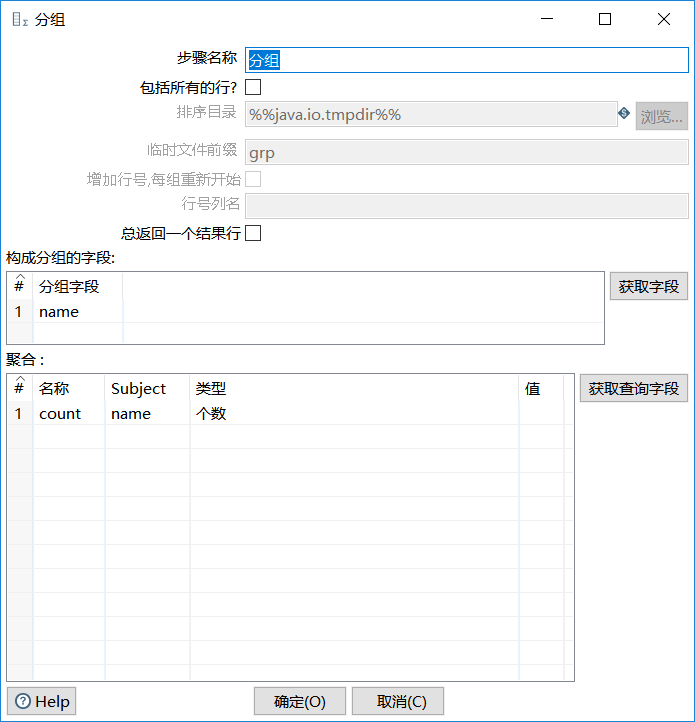 分组
步骤名称 分组
包括所有的行?
排序目录 %%java.io.tmpdir%% 浏览...
临时文件前缀 grp
增加行号,每组重新开始
行号列名
总返回一个结果行
构成分组的字段:
# 分组字段 获取字段
1 name
聚合 :
# 名称 Subject 类型 值 获取查询字段
1 count name 个数
Help 确定(O) 取消(C)